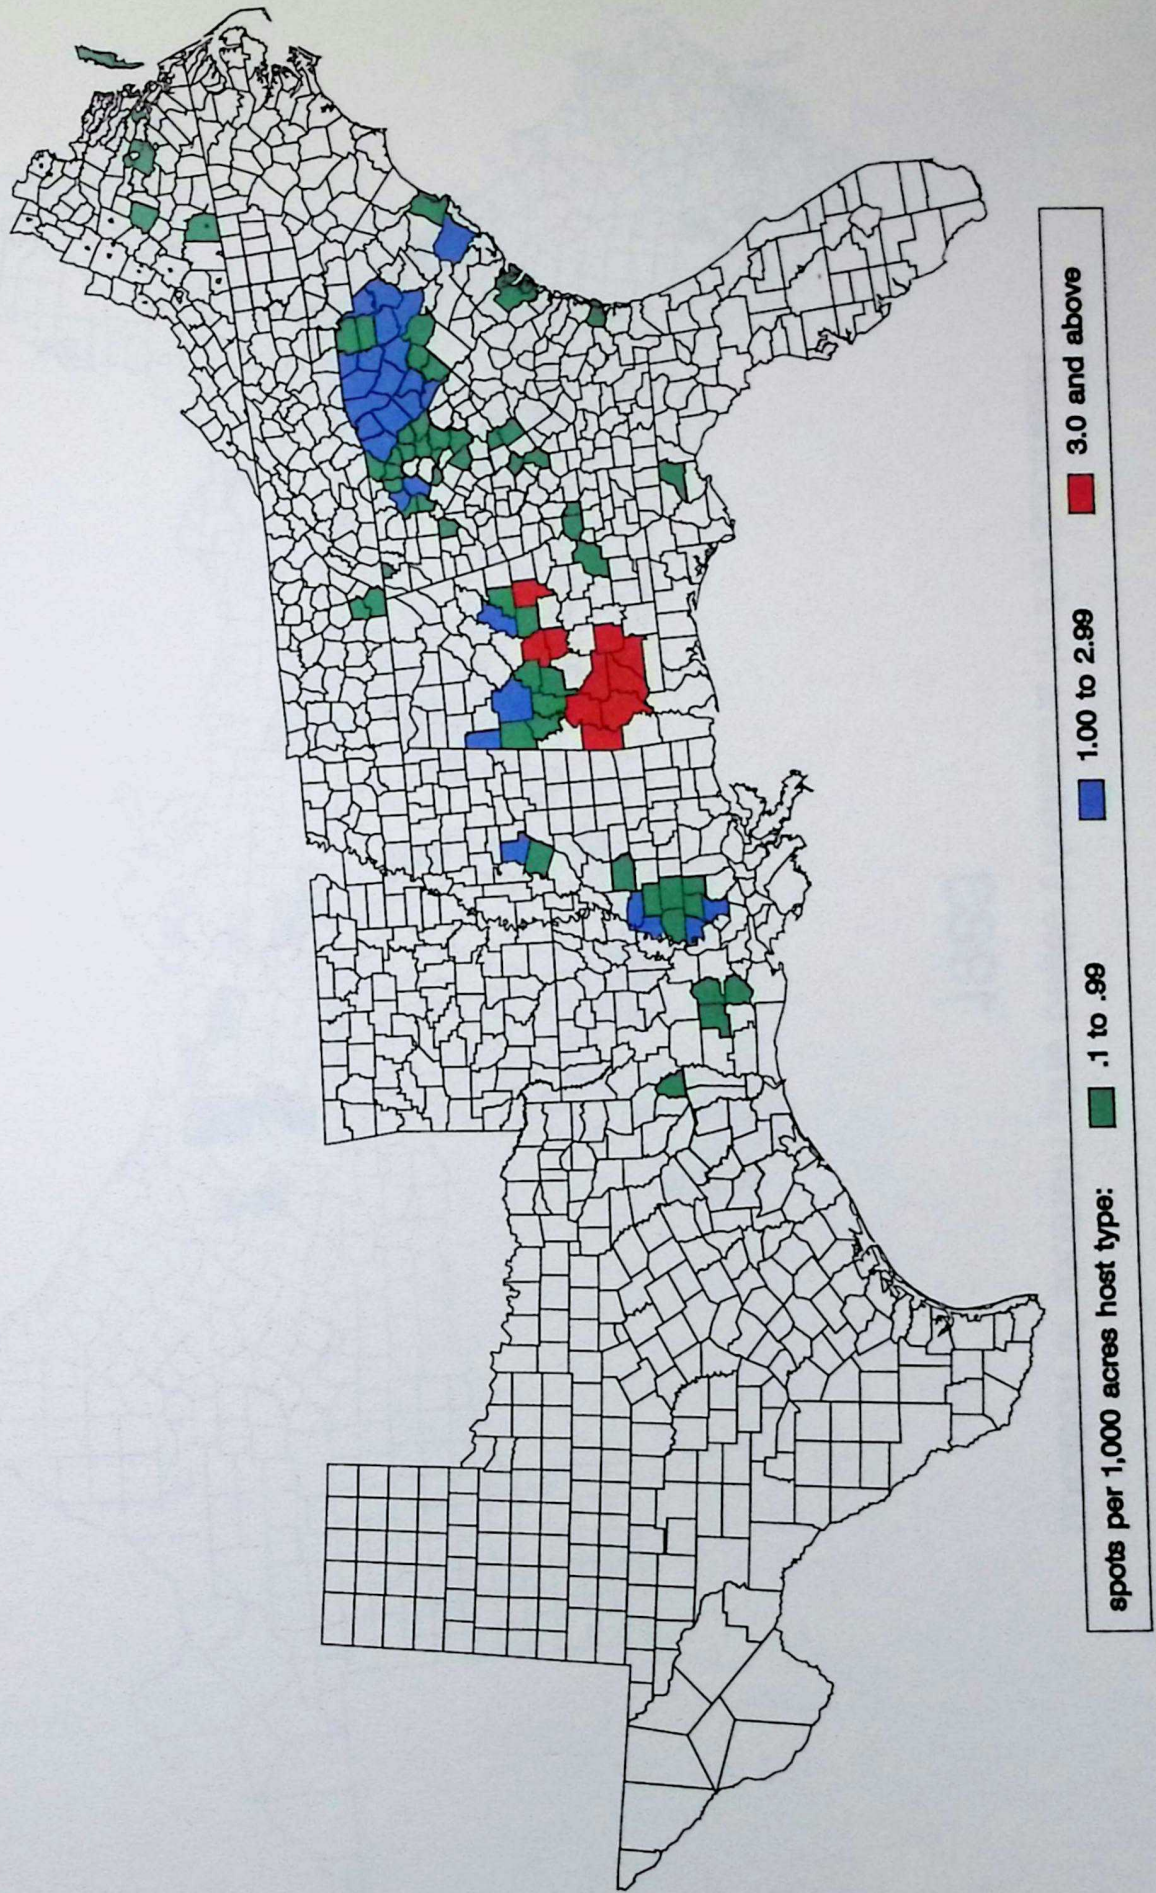 spots per 1,000 acres host type: .1 to .99 1.00 to 2.99 3.0 and above